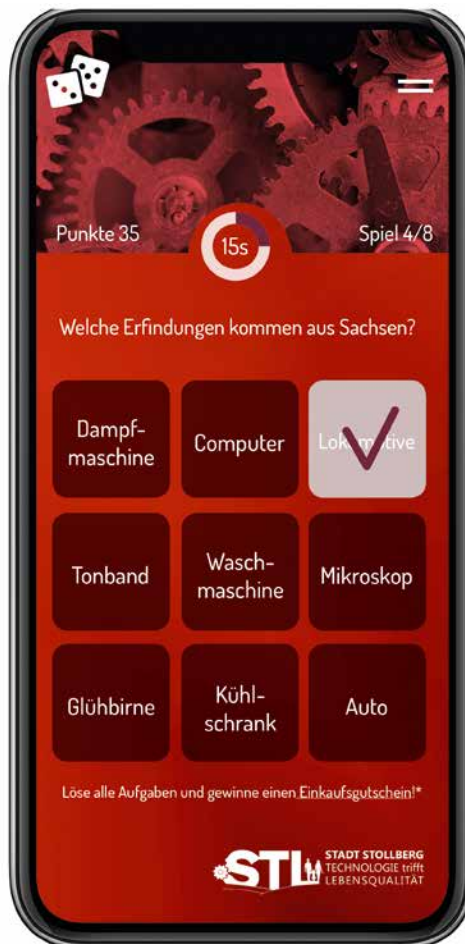 Punkte 35
15s
Spiel 4/8
Welche Erfindungen kommen aus Sachsen?
Dampf-
maschine
Computer
Lokomotive
Tonband
Wasch-
maschine
Mikroskop
Glühbirne
Kühl-
schrank
Auto
Löse alle Aufgaben und gewinne einen Einkaufsgutschein!*
STL
STADT STOLLBERG
TECHNOLOGIE trifft
LEBENSQUALITÄT